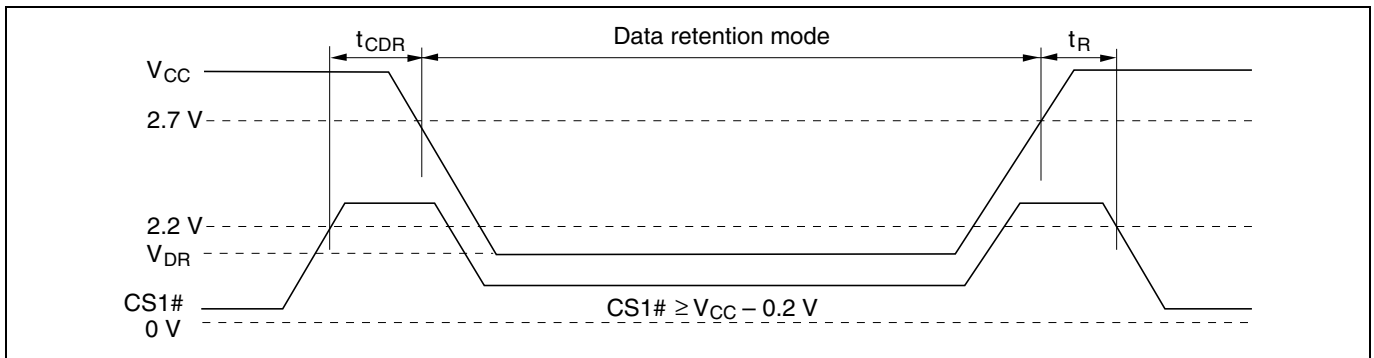 tCDR
Data retention mode
tR
VCC
2.7 V
2.2 V
VDR
CS1#
CS1# ≥ VCC – 0.2 V
0 V